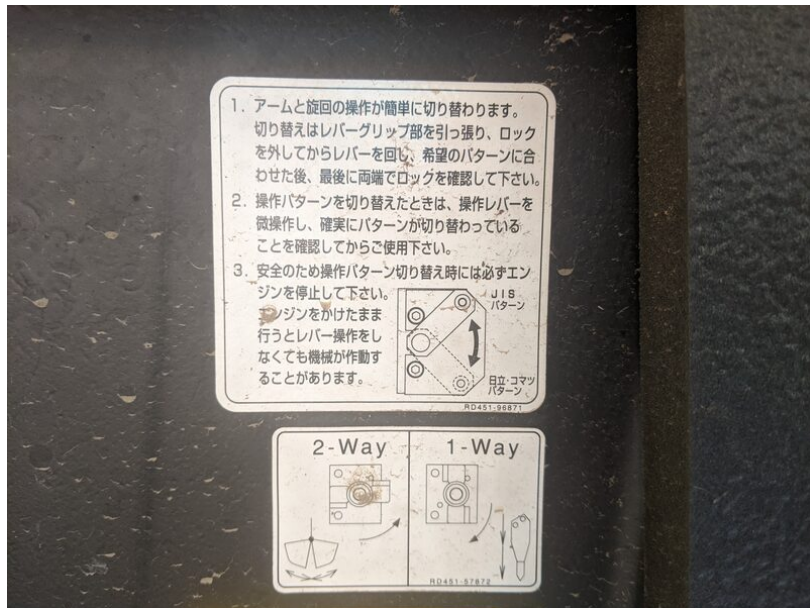 1. アームと旋回の操作が簡単に切り替わります。
切り替えはレバーグリップ部を引っ張り、ロック
を外してからレバーを回し、希望のパターンに合
わせた後、最後に両端でロックを確認して下さい。
2. 操作パターンを切り替えたときは、操作レバーを
微操作し、確実にパターンが切り替わっている
ことを確認してからご使用下さい。
3. 安全のため操作パターン切り替え時には必ずエン
ジンを停止して下さい。
エンジンをかけたまま
行うとレバー操作をし
なくても機械が作動す
ることがあります。
JIS
パターン
日立・コマツ
パターン
RD451-96871
2-Way
1-Way
RD451-57872